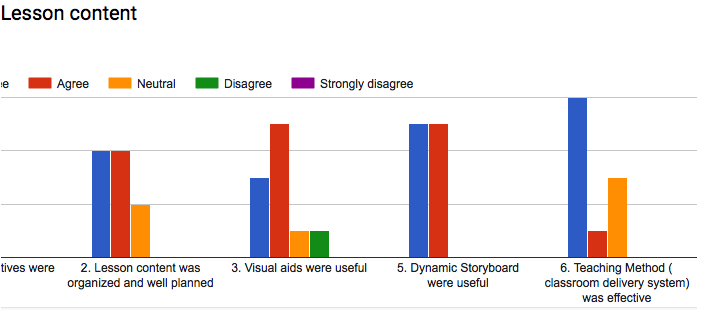 Lesson content
e Agree Neutral Disagree Strongly disagree
tives were
2. Lesson content was
organized and well planned
3. Visual aids were useful
5. Dynamic Storyboard
were useful
6. Teaching Method (
classroom delivery system)
was effective